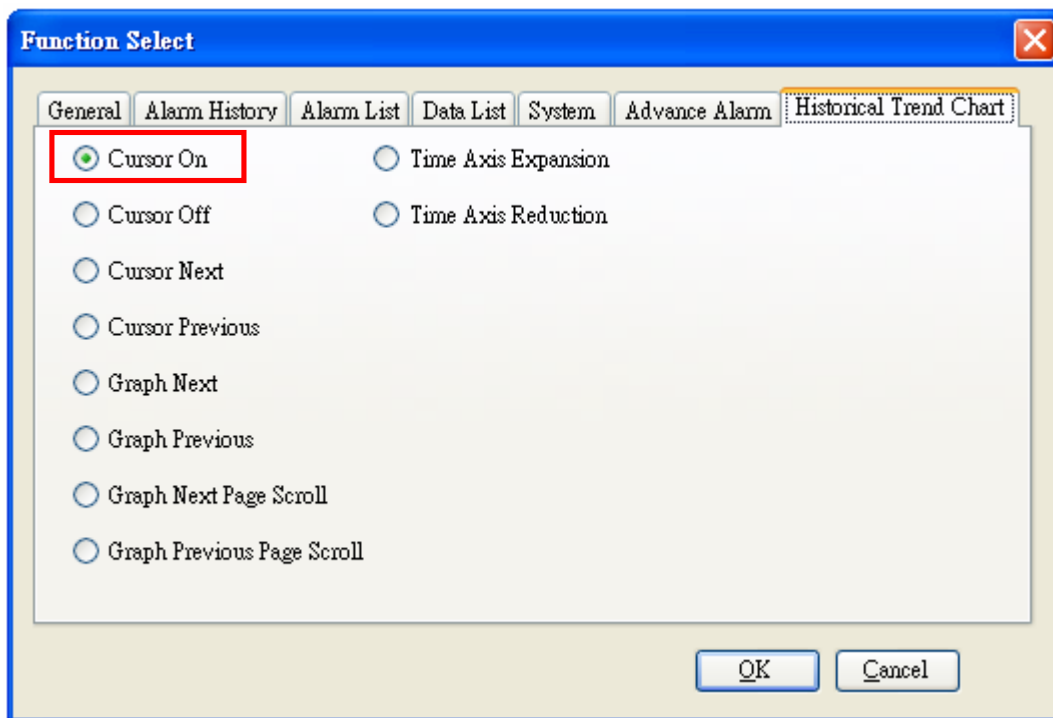 Function Select
General Alarm History Alarm List Data List System Advance Alarm Historical Trend Chart
Cursor On Time Axis Expansion
Cursor Off Time Axis Reduction
Cursor Next
Cursor Previous
Graph Next
Graph Previous
Graph Next Page Scroll
Graph Previous Page Scroll
OK Cancel